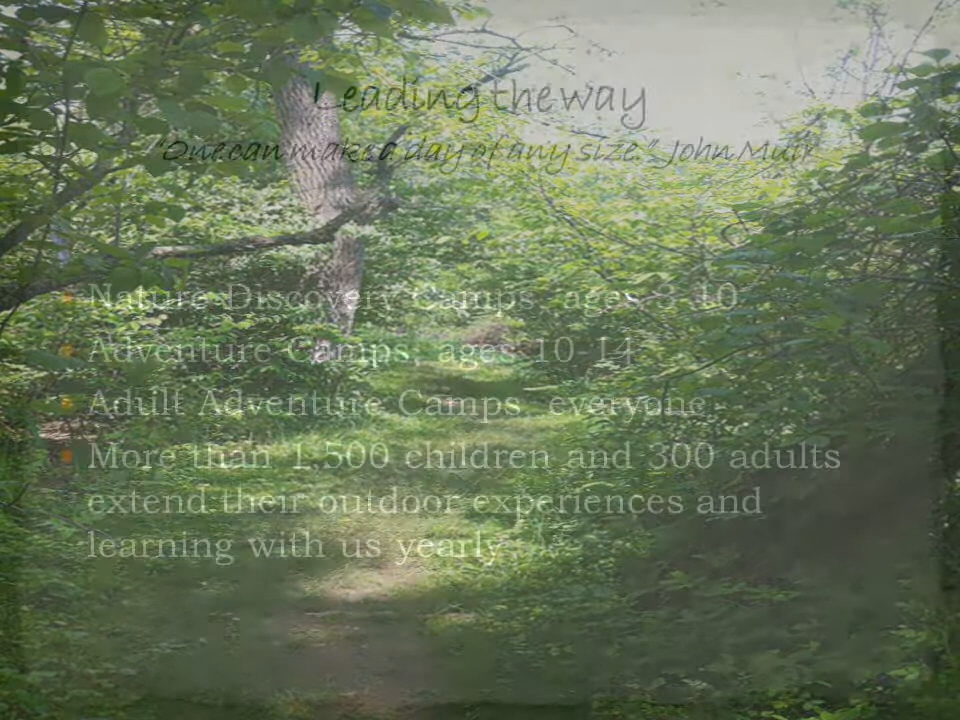 Leading the way
"One can make a day of any size." John Muir
Nature Discovery Camps, ages 3-10
Adventure Camps, ages 10-14
Adult Adventure Camps, everyone
More than 1,500 children and 300 adults
extend their outdoor experiences and
learning with us yearly.